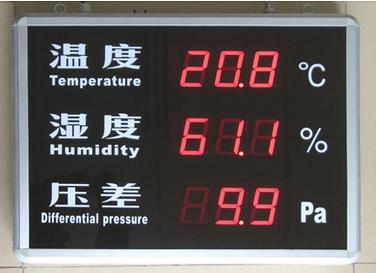 温度 20.8 ℃
Temperature
湿度 61.1 %
Humidity
压差 9.9 Pa
Differential pressure